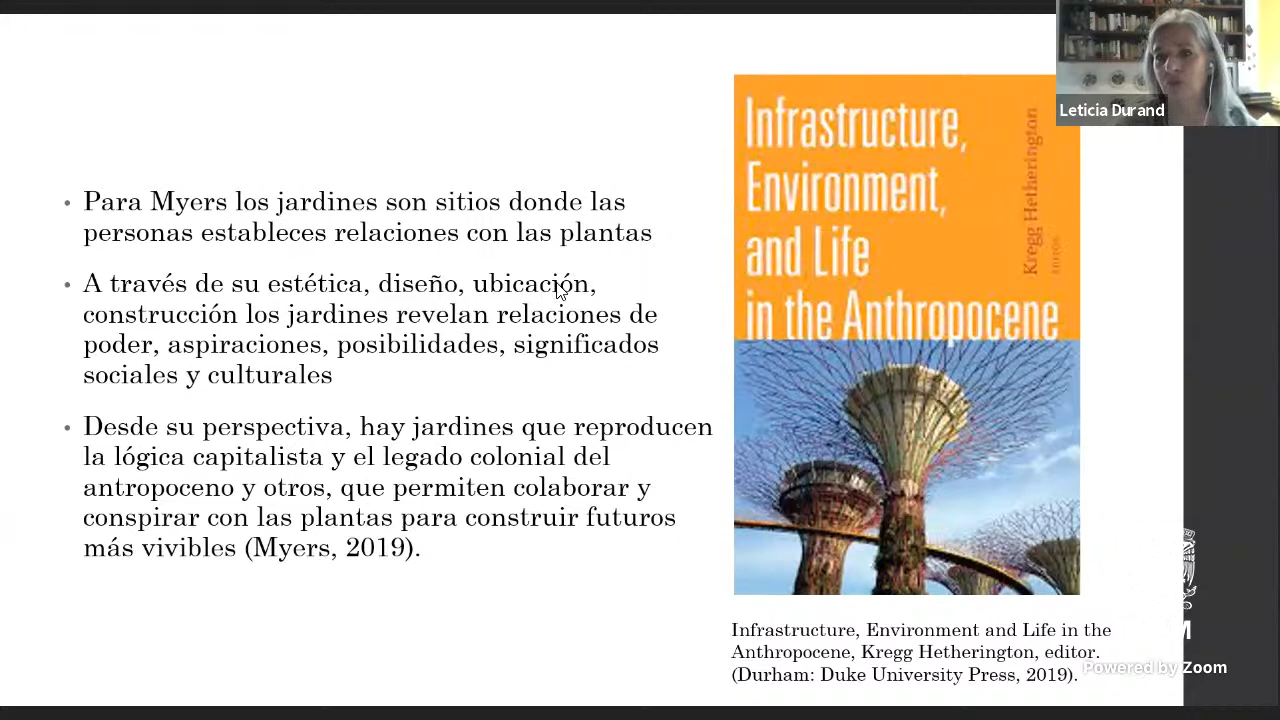 Leticia Durand
• Para Myers los jardines son sitios donde las
personas estableces relaciones con las plantas
• A través de su estética, diseño, ubicación,
construcción los jardines revelan relaciones de
poder, aspiraciones, posibilidades, significados
sociales y culturales
• Desde su perspectiva, hay jardines que reproducen
la lógica capitalista y el legado colonial del
antropoceno y otros, que permiten colaborar y
conspirar con las plantas para construir futuros
más vivibles (Myers, 2019).
Infrastructure,
Environment,
and Life
in the Anthropocene
Kregg Hetherington
EDITOR
Infrastructure, Environment and Life in the
Anthropocene, Kregg Hetherington, editor.
(Durham: Duke University Press, 2019).
Powered by Zoom